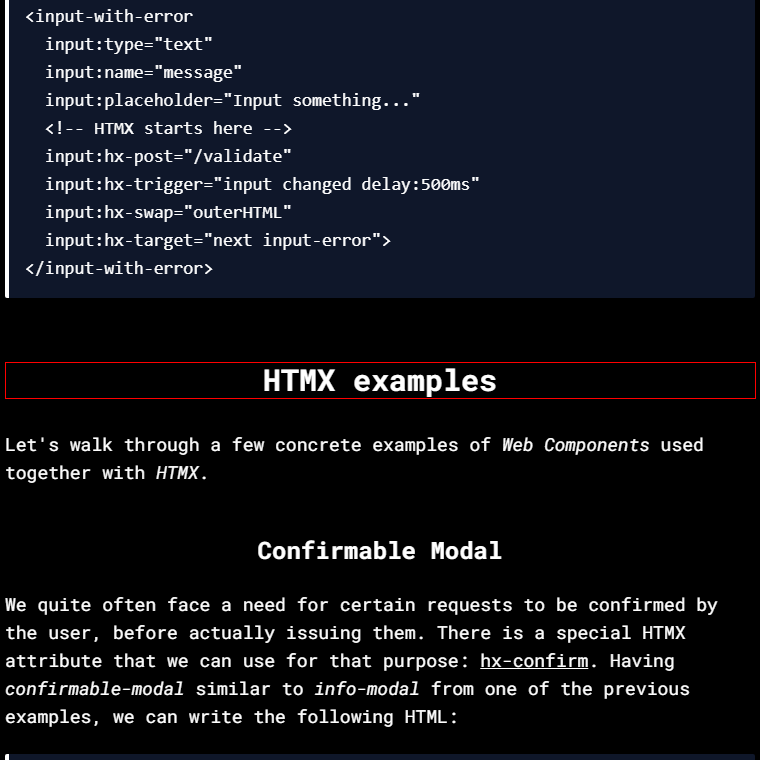 <input-with-error
input:type="text"
input:name="message"
input:placeholder="Input something..."
<!-- HTMX starts here -->
input:hx-post="/validate"
input:hx-trigger="input changed delay:500ms"
input:hx-swap="outerHTML"
input:hx-target="next input-error">
</input-with-error>
HTMX examples
Let's walk through a few concrete examples of Web Components used
together with HTMX.
Confirmable Modal
We quite often face a need for certain requests to be confirmed by
the user, before actually issuing them. There is a special HTMX
attribute that we can use for that purpose: hx-confirm. Having
confirmable-modal similar to info-modal from one of the previous
examples, we can write the following HTML: